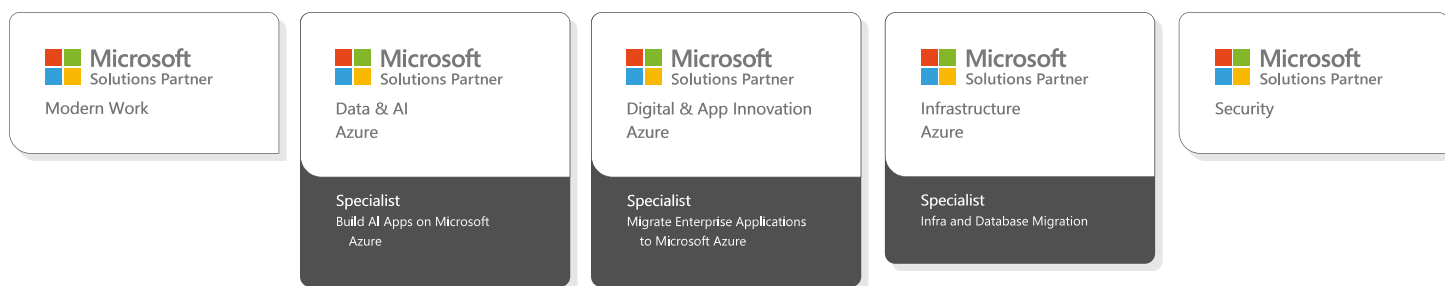 Microsoft
Solutions Partner
Modern Work
Microsoft
Solutions Partner
Data & AI
Azure
Specialist
Build AI Apps on Microsoft
Azure
Microsoft
Solutions Partner
Digital & App Innovation
Azure
Specialist
Migrate Enterprise Applications
to Microsoft Azure
Microsoft
Solutions Partner
Infrastructure
Azure
Specialist
Infra and Database Migration
Microsoft
Solutions Partner
Security